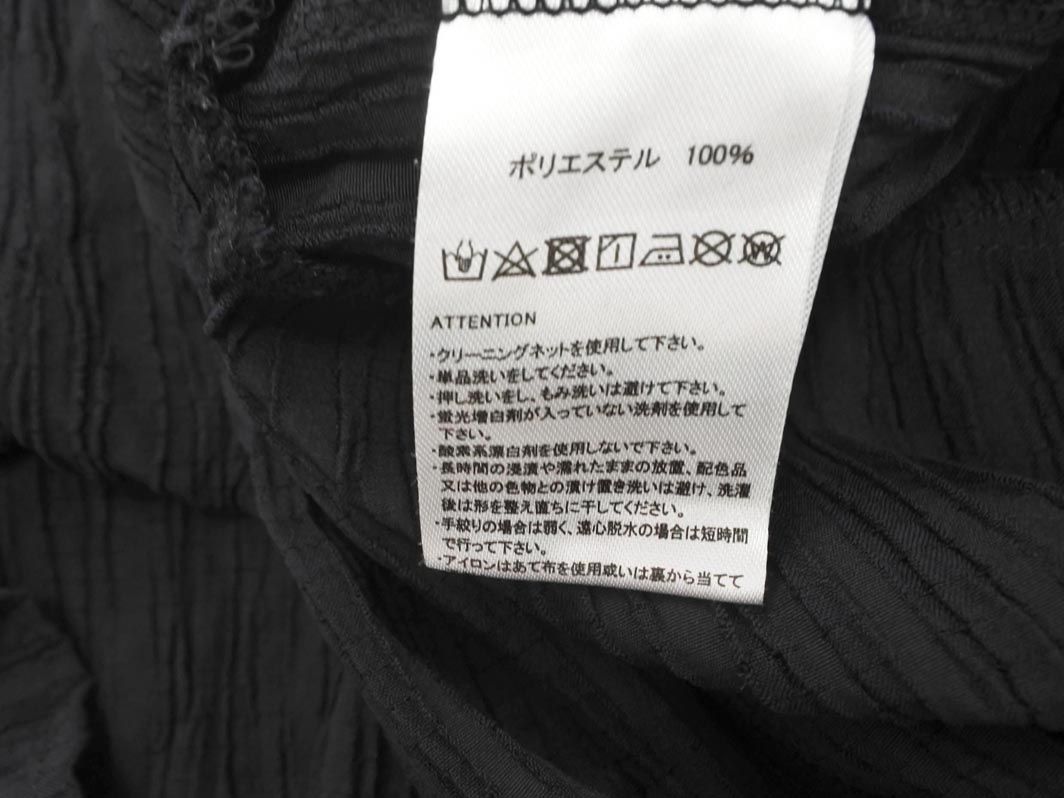 ポリエステル 100%
ATTENTION
・クリーニングネットを使用して下さい。
・単品洗いをしてください。
・押し洗いをし、もみ洗いは避けて下さい。
・蛍光増白剤が入っていない洗剤を使用して
下さい。
・酸素系漂白剤を使用しないで下さい。
・長時間の浸漬や濡れたままの放置、配色品
又は他の色物との漬け置き洗いは避け、洗濯
後は形を整え直ちに干してください。
・手絞りの場合は弱く、遠心脱水の場合は短時間
で行って下さい。
・アイロンはあて布を使用或いは裏から当てて